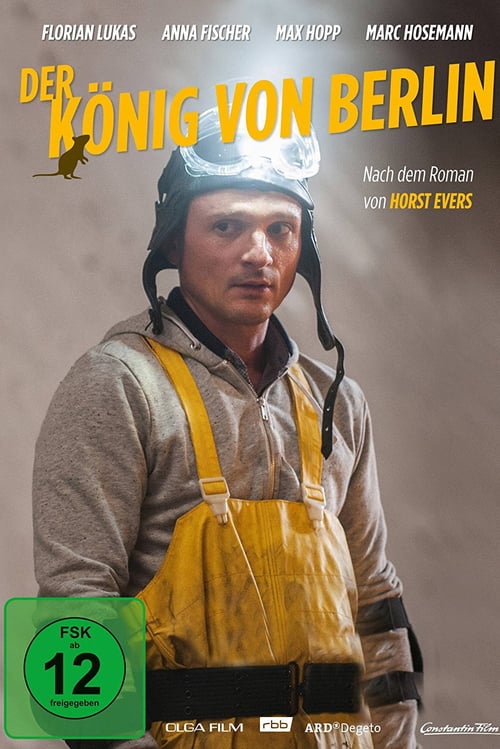 FLORIAN LUKAS ANNA FISCHER MAX HOPP MARC HOSEMANN
DER
KÖNIG VON BERLIN
Nach dem Roman
von HORST EVERS
FSK
ab
12
freigegeben
OLGA FILM rbb ARD Degeto Constantin Film